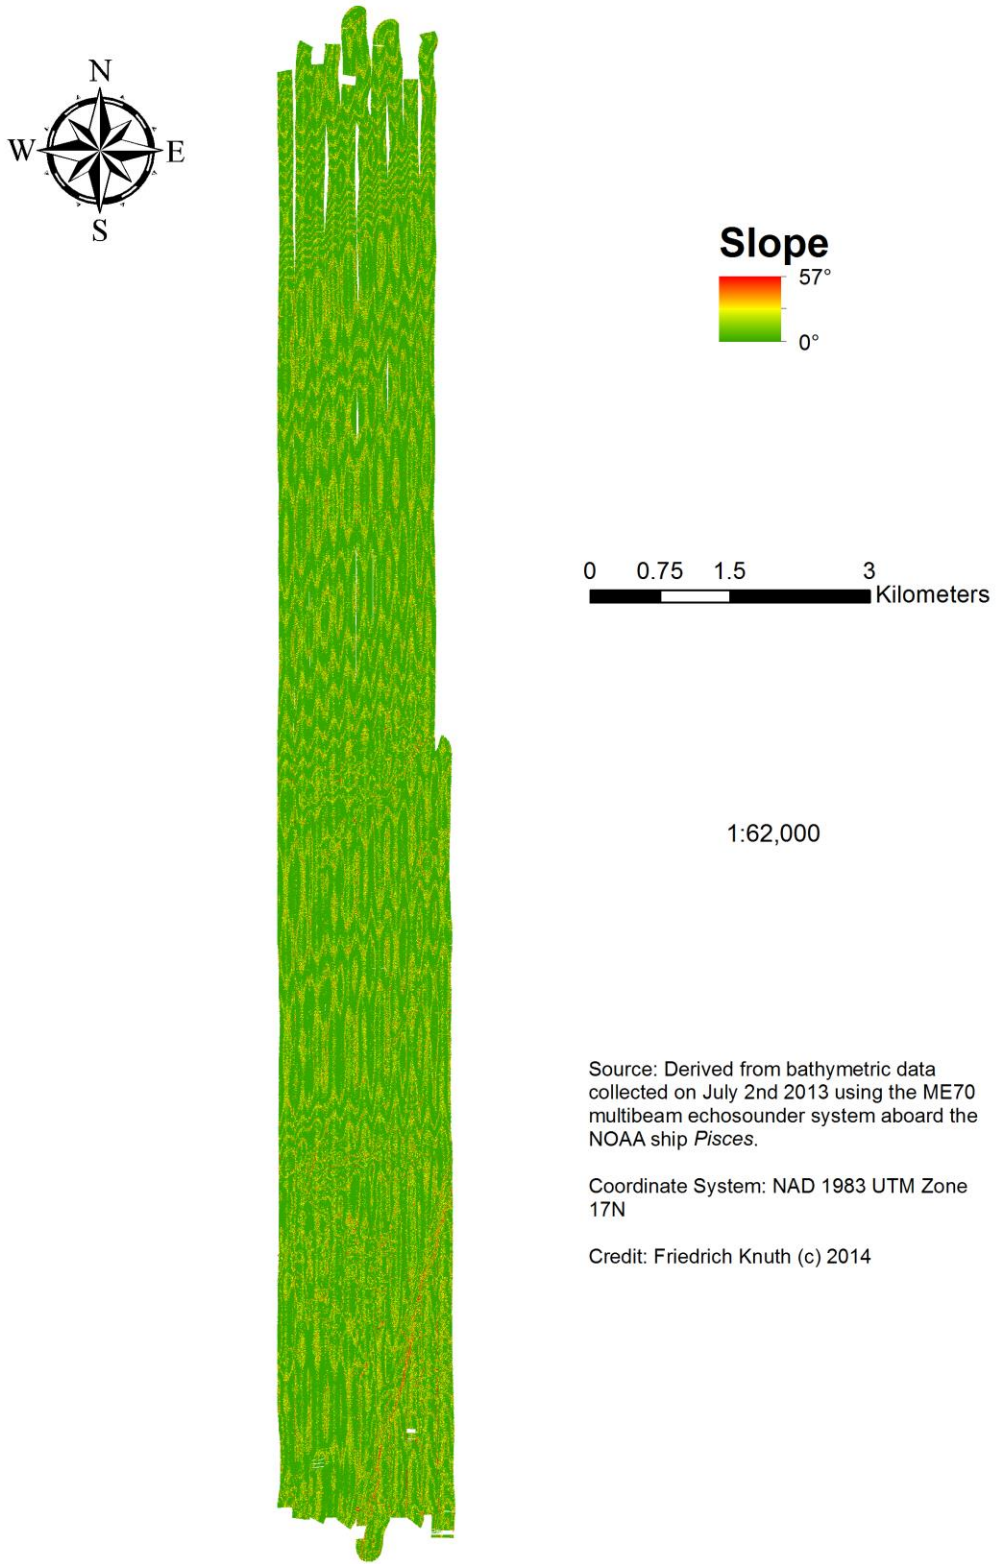 N
W E
S
Slope
57°
0°
0 0.75 1.5 3
Kilometers
1:62,000
Source: Derived from bathymetric data
collected on July 2nd 2013 using the ME70
multibeam echosounder system aboard the
NOAA ship Pisces.
Coordinate System: NAD 1983 UTM Zone
17N
Credit: Friedrich Knuth (c) 2014